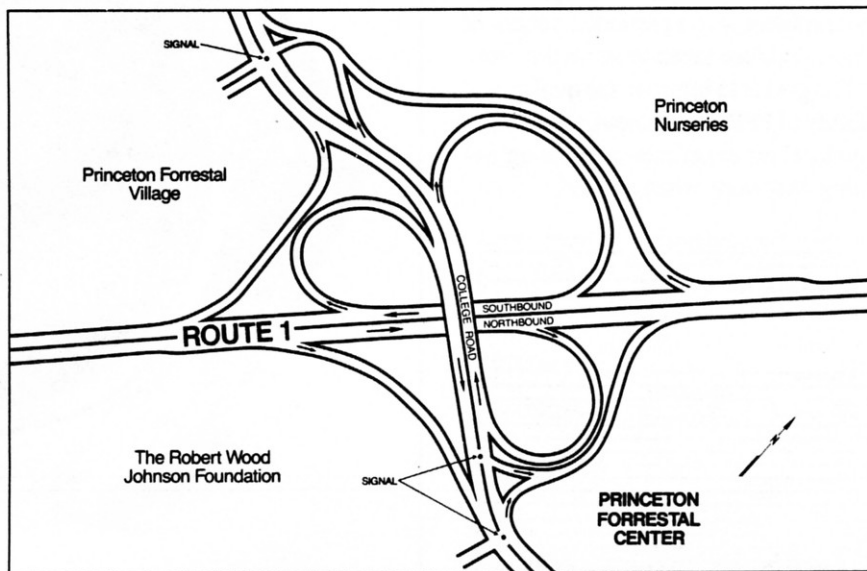 SIGNAL
Princeton
Nurseries
Princeton Forrestal
Village
COLLEGE ROAD
SOUTHBOUND
NORTHBOUND
ROUTE 1
The Robert Wood
Johnson Foundation
SIGNAL
N
PRINCETON
FORRESTAL
CENTER